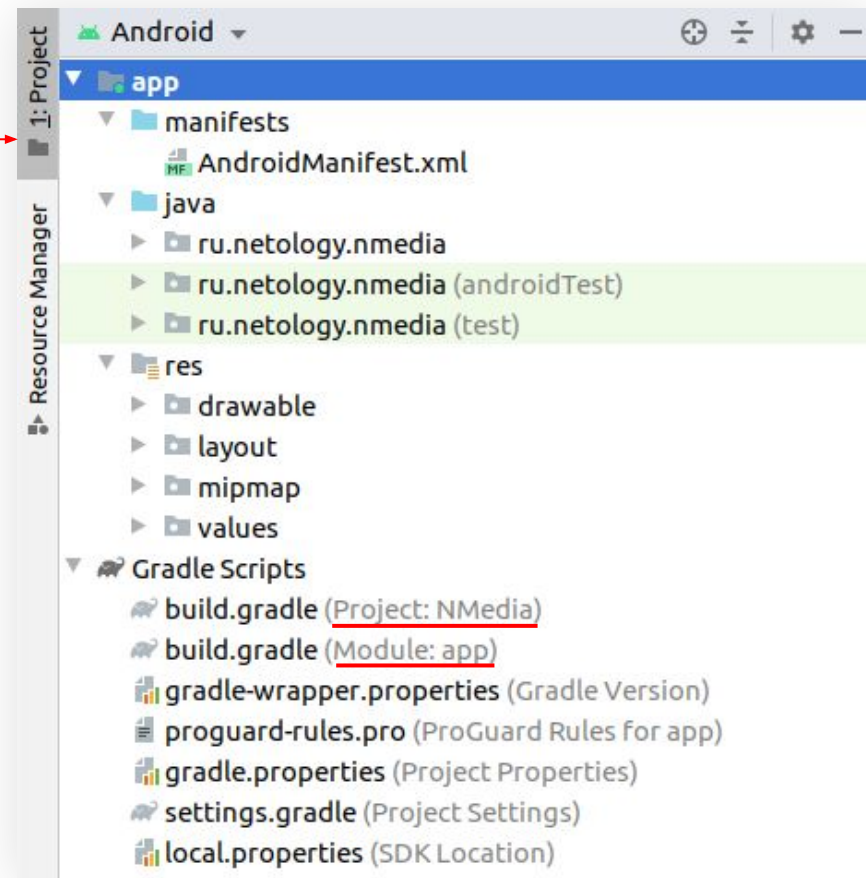 1: Project
Resource Manager
Android
app
manifests
MF AndroidManifest.xml
java
ru.netology.nmedia
ru.netology.nmedia (androidTest)
ru.netology.nmedia (test)
res
drawable
layout
mipmap
values
Gradle Scripts
build.gradle (Project: NMedia)
build.gradle (Module: app)
gradle-wrapper.properties (Gradle Version)
proguard-rules.pro (ProGuard Rules for app)
gradle.properties (Project Properties)
settings.gradle (Project Settings)
local.properties (SDK Location)